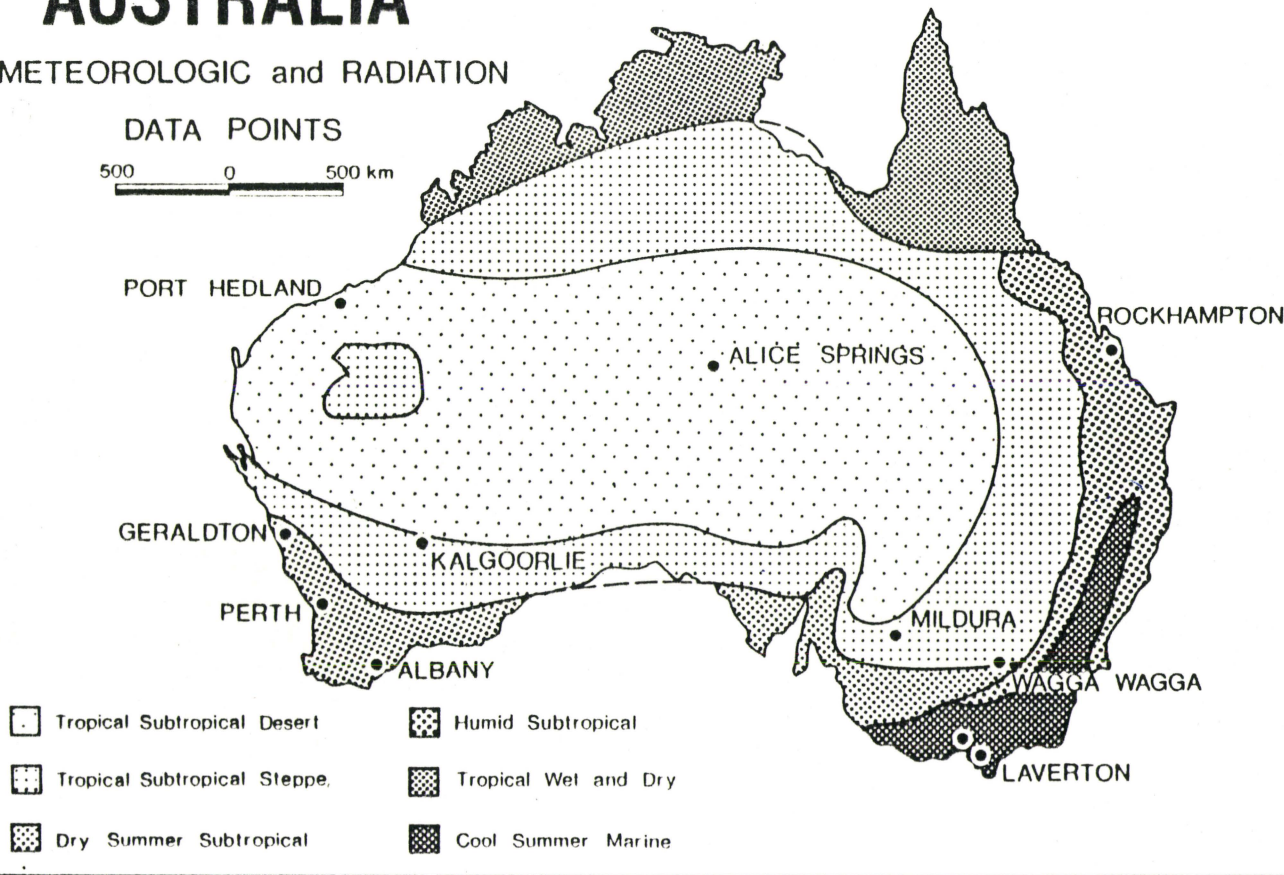 AUSTRALIA
METEOROLOGIC and RADIATION
DATA POINTS
500 0 500 km
PORT HEDLAND
ROCKHAMPTON
ALICE SPRINGS
GERALDTON
KALGOORLIE
PERTH
MILDURA
ALBANY
WAGGA WAGGA
LAVERTON
Tropical Subtropical Desert
Humid Subtropical
Tropical Subtropical Steppe,
Tropical Wet and Dry
Dry Summer Subtropical
Cool Summer Marine